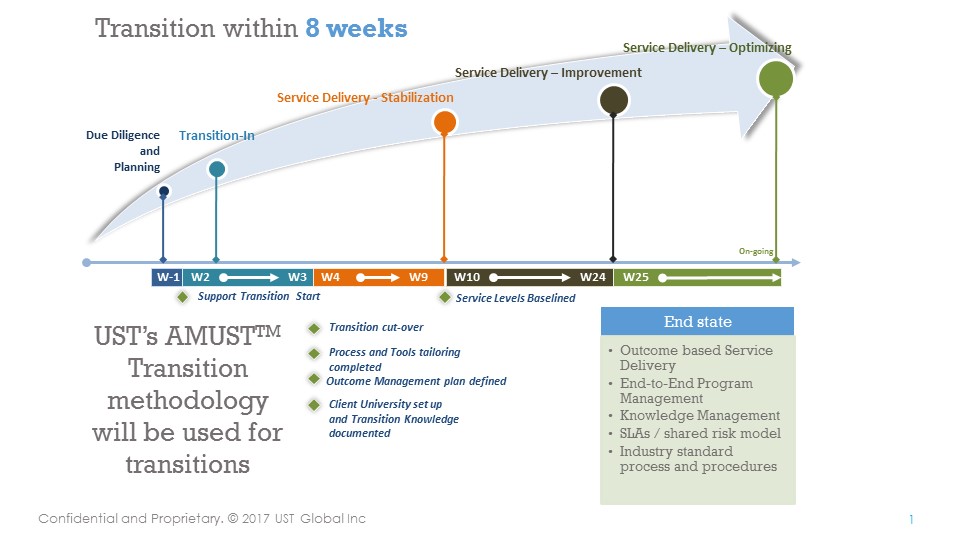 Transition within 8 weeks
Service Delivery – Optimizing
Service Delivery – Improvement
Service Delivery - Stabilization
Due Diligence
and
Planning
Transition-In
On-going
W-1 W2 W3 W4 W9 W10 W24 W25
Support Transition Start
Service Levels Baselined
UST’s AMUST™
Transition
methodology
will be used for
transitions
Transition cut-over
Process and Tools tailoring
completed
Outcome Management plan defined
Client University set up
and Transition Knowledge
documented
End state
• Outcome based Service
Delivery
• End-to-End Program
Management
• Knowledge Management
• SLAs / shared risk model
• Industry standard
process and procedures
Confidential and Proprietary. © 2017 UST Global Inc
1